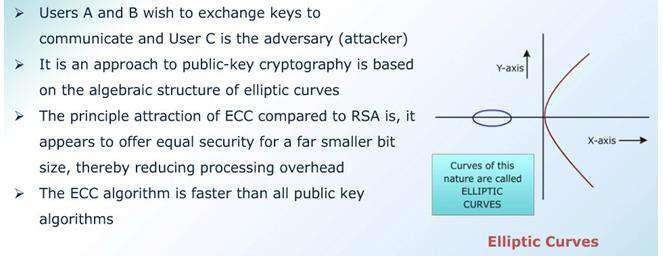 ➢ Users A and B wish to exchange keys to
communicate and User C is the adversary (attacker)
➢ It is an approach to public-key cryptography is based
on the algebraic structure of elliptic curves
➢ The principle attraction of ECC compared to RSA is, it
appears to offer equal security for a far smaller bit
size, thereby reducing processing overhead
➢ The ECC algorithm is faster than all public key
algorithms
Y-axis
X-axis
Curves of this
nature are called
ELLIPTIC
CURVES
Elliptic Curves